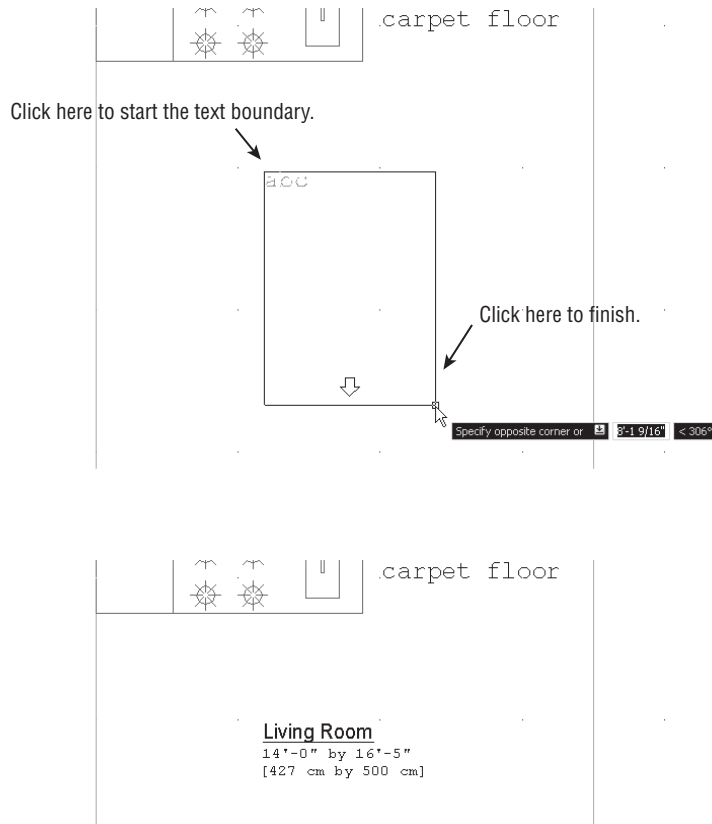 carpet floor
Click here to start the text boundary.
abc
Click here to finish.
Specify opposite corner or 8'-1 9/16" < 306°
carpet floor
Living Room
14'-0" by 16'-5"
[427 cm by 500 cm]